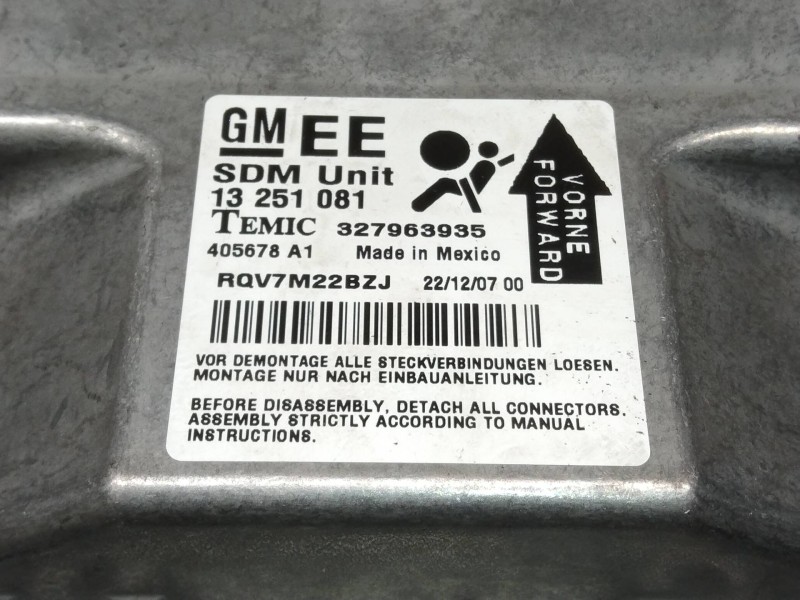 GM EE
SDM Unit
13 251 081
TEMIC 327963935
405678 A1 Made in Mexico
RQV7M22BZJ 22/12/07 00
VORNE
FORWARD
VOR DEMONTAGE ALLE STECKVERBINDUNGEN LOESEN.
MONTAGE NUR NACH EINBAUANLEITUNG.
BEFORE DISASSEMBLY, DETACH ALL CONNECTORS.
ASSEMBLY STRICTLY ACCORDING TO MANUAL
INSTRUCTIONS.